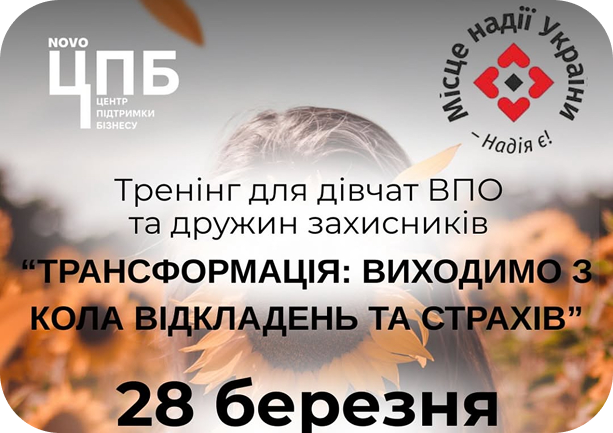 NOVO
ЦПБ
ЦЕНТР
ПІДТРИМКИ
БІЗНЕСУ
Місце надії України
– Надія є!
Тренінг для дівчат ВПО
та дружин захисників
“ТРАНСФОРМАЦІЯ: ВИХОДИМО З
КОЛА ВІДКЛАДЕНЬ ТА СТРАХІВ”
28 березня